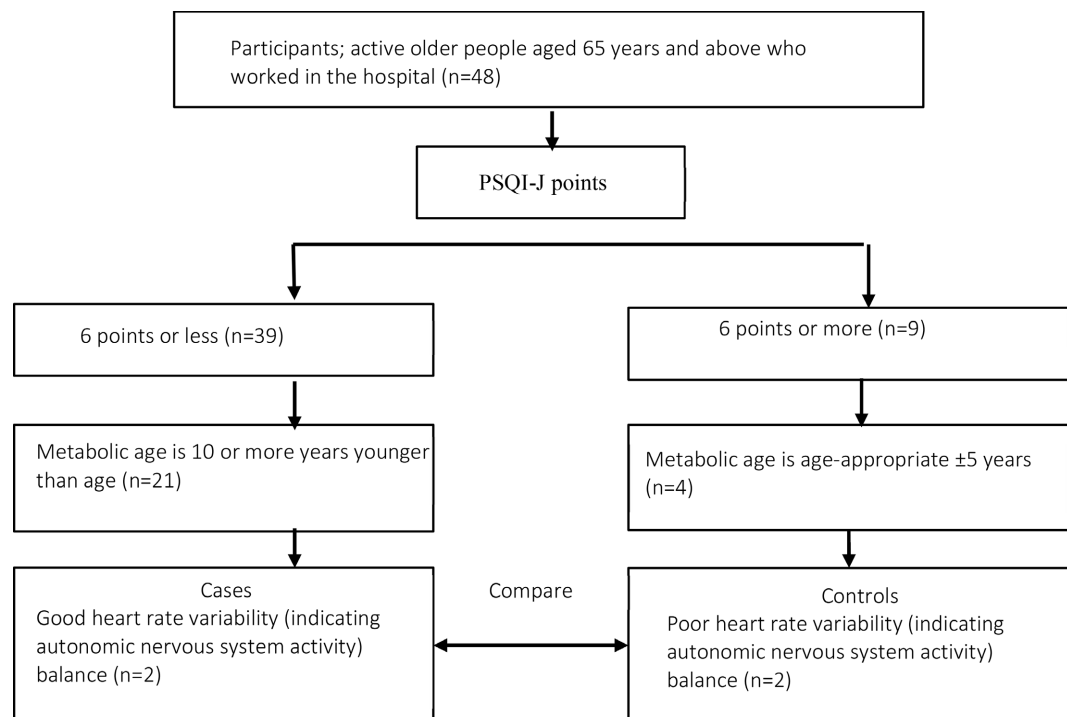 Participants; active older people aged 65 years and above who
worked in the hospital (n=48)
PSQI-J points
6 points or less (n=39)
6 points or more (n=9)
Metabolic age is 10 or more years younger
than age (n=21)
Metabolic age is age-appropriate ±5 years
(n=4)
Cases
Good heart rate variability (indicating
autonomic nervous system activity)
balance (n=2)
Compare
Controls
Poor heart rate variability (indicating
autonomic nervous system activity)
balance (n=2)